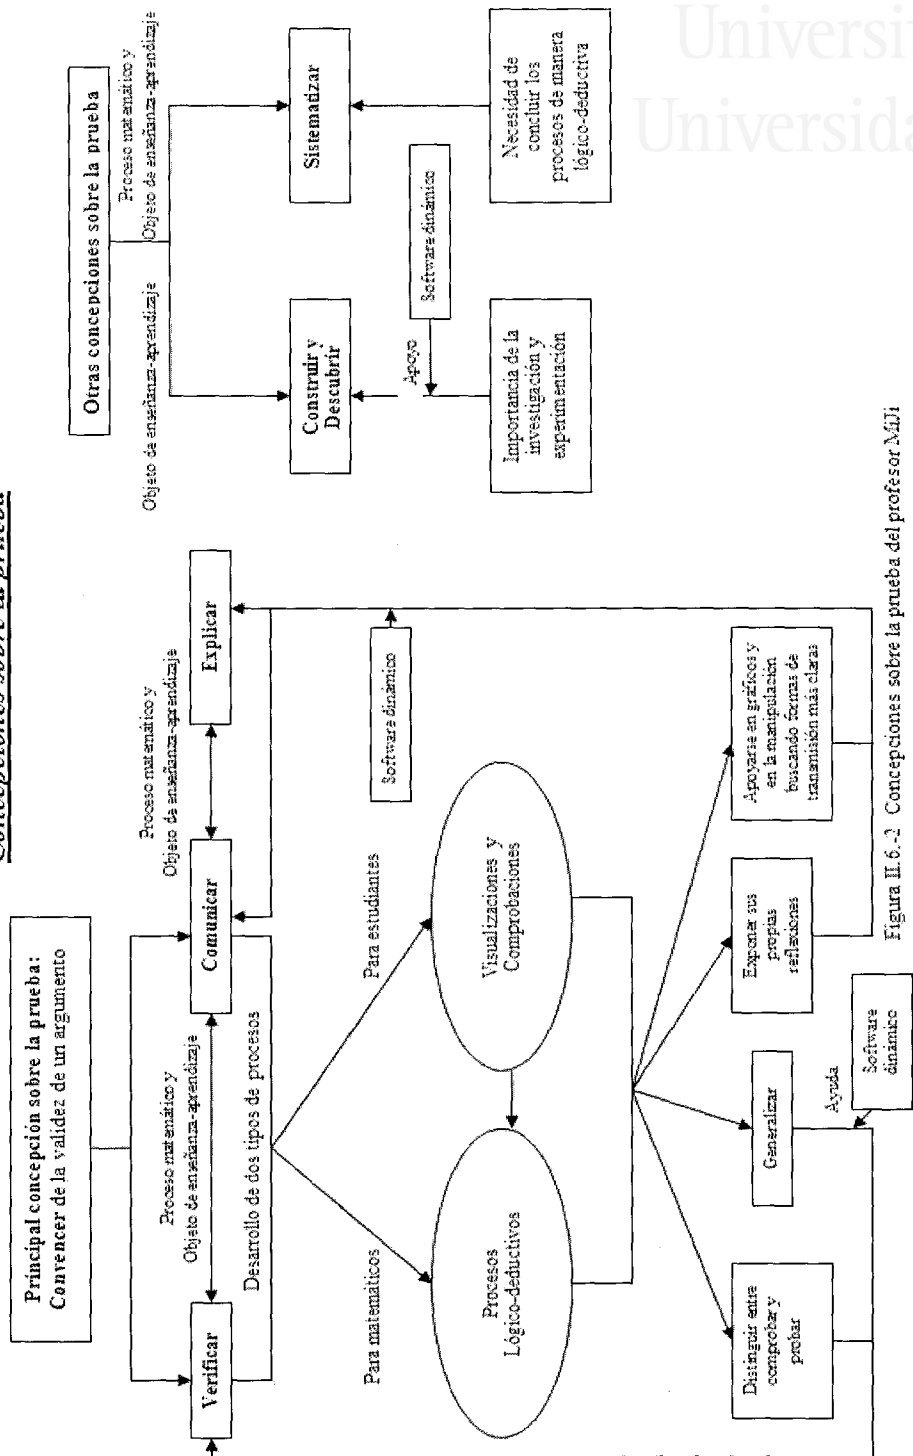 Principal concepción sobre la prueba:
Convencer de la validez de un argumento
Proceso matemático y
Objeto de enseñanza-aprendizaje
Proceso matemático y
Objeto de enseñanza-aprendizaje
Verificar
Comunicar
Explicar
Desarrollo de dos tipos de procesos
Para matemáticos
Para estudiantes
Software dinámico
Procesos
Lógico-deductivos
Visualizaciones y
Comprobaciones
Distinguir entre
comprobar y
probar
Generalizar
Exponer sus
propias
reflexiones
Apoyarse en gráficos y
en la manipulación
buscando formas de
transmisión más claras
Ayuda
Software
dinámico
Otras concepciones sobre la prueba
Objeto de enseñanza-aprendizaje
Proceso matemático y
Objeto de enseñanza-aprendizaje
Construir y
Descubrir
Sistematizar
Apoyo
Software dinámico
Importancia de la
investigación y
experimentación
Necesidad de
concluir los
procesos de manera
lógico-deductiva
Figura II.6.-2 Concepciones sobre la prueba del profesor MiJi
Universit
Universida